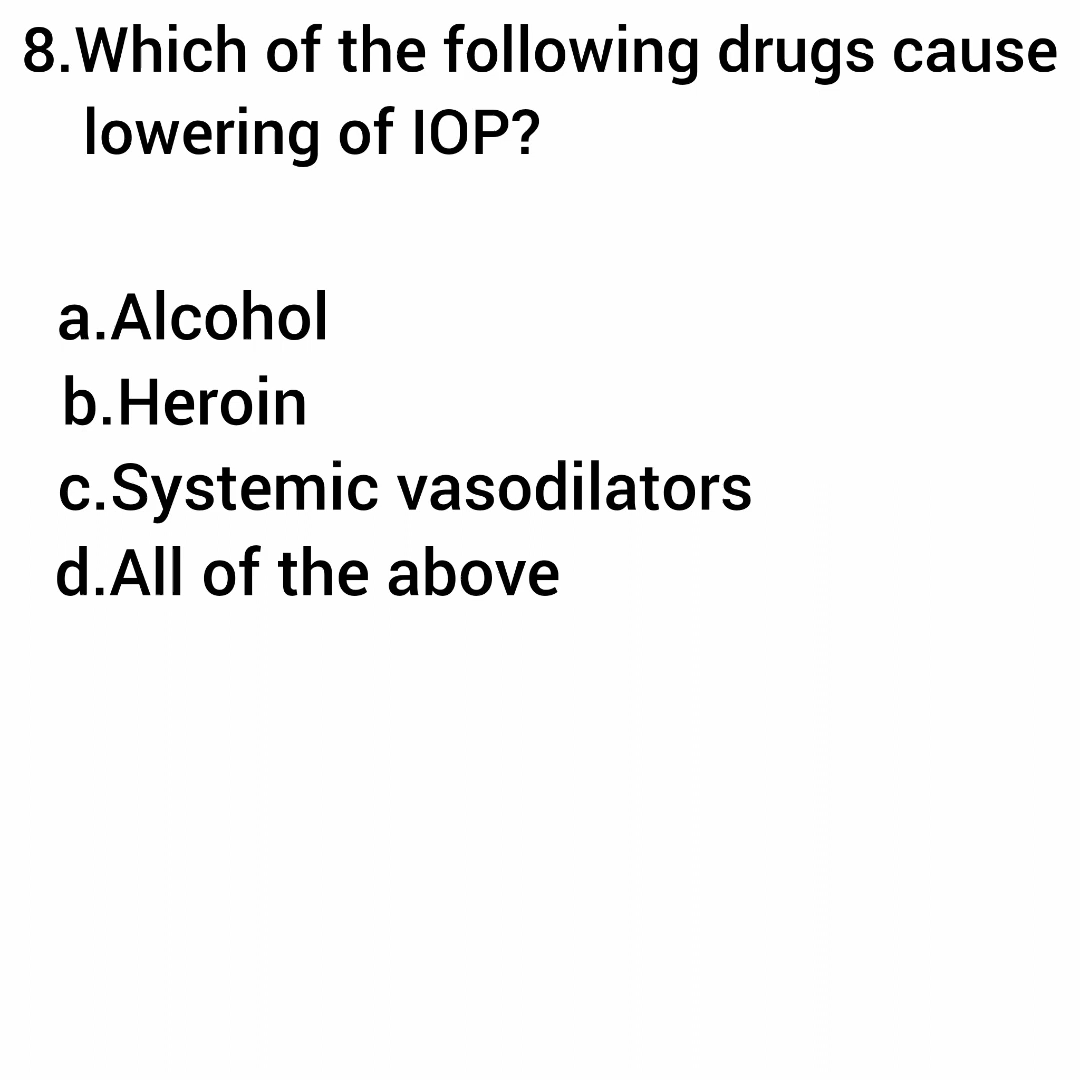 8.Which of the following drugs cause
lowering of IOP?
a.Alcohol
b.Heroin
c.Systemic vasodilators
d.All of the above